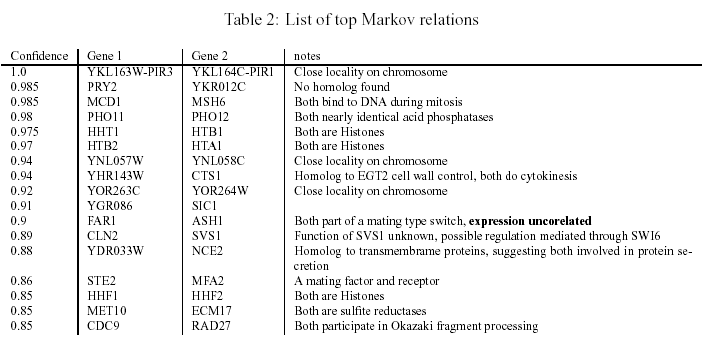 Table 2: List of top Markov relations
Confidence Gene 1 Gene 2 notes
1.0 YKL163W-PIR3 YKL164C-PIR1 Close locality on chromosome
0.985 PRY2 YKR012C No homolog found
0.985 MCD1 MSH6 Both bind to DNA during mitosis
0.98 PHO11 PHO12 Both nearly identical acid phosphatases
0.975 HHT1 HTB1 Both are Histones
0.97 HTB2 HTA1 Both are Histones
0.94 YNL057W YNL058C Close locality on chromosome
0.94 YHR143W CTS1 Homolog to EGT2 cell wall control, both do cytokinesis
0.92 YOR263C YOR264W Close locality on chromosome
0.91 YGR086 SIC1
0.9 FAR1 ASH1 Both part of a mating type switch, expression uncorelated
0.89 CLN2 SVS1 Function of SVS1 unknown, possible regulation mediated through SWI6
0.88 YDR033W NCE2 Homolog to transmembrane proteins, suggesting both involved in protein se-
cretion
0.86 STE2 MFA2 A mating factor and receptor
0.85 HHF1 HHF2 Both are Histones
0.85 MET10 ECM17 Both are sulfite reductases
0.85 CDC9 RAD27 Both participate in Okazaki fragment processing